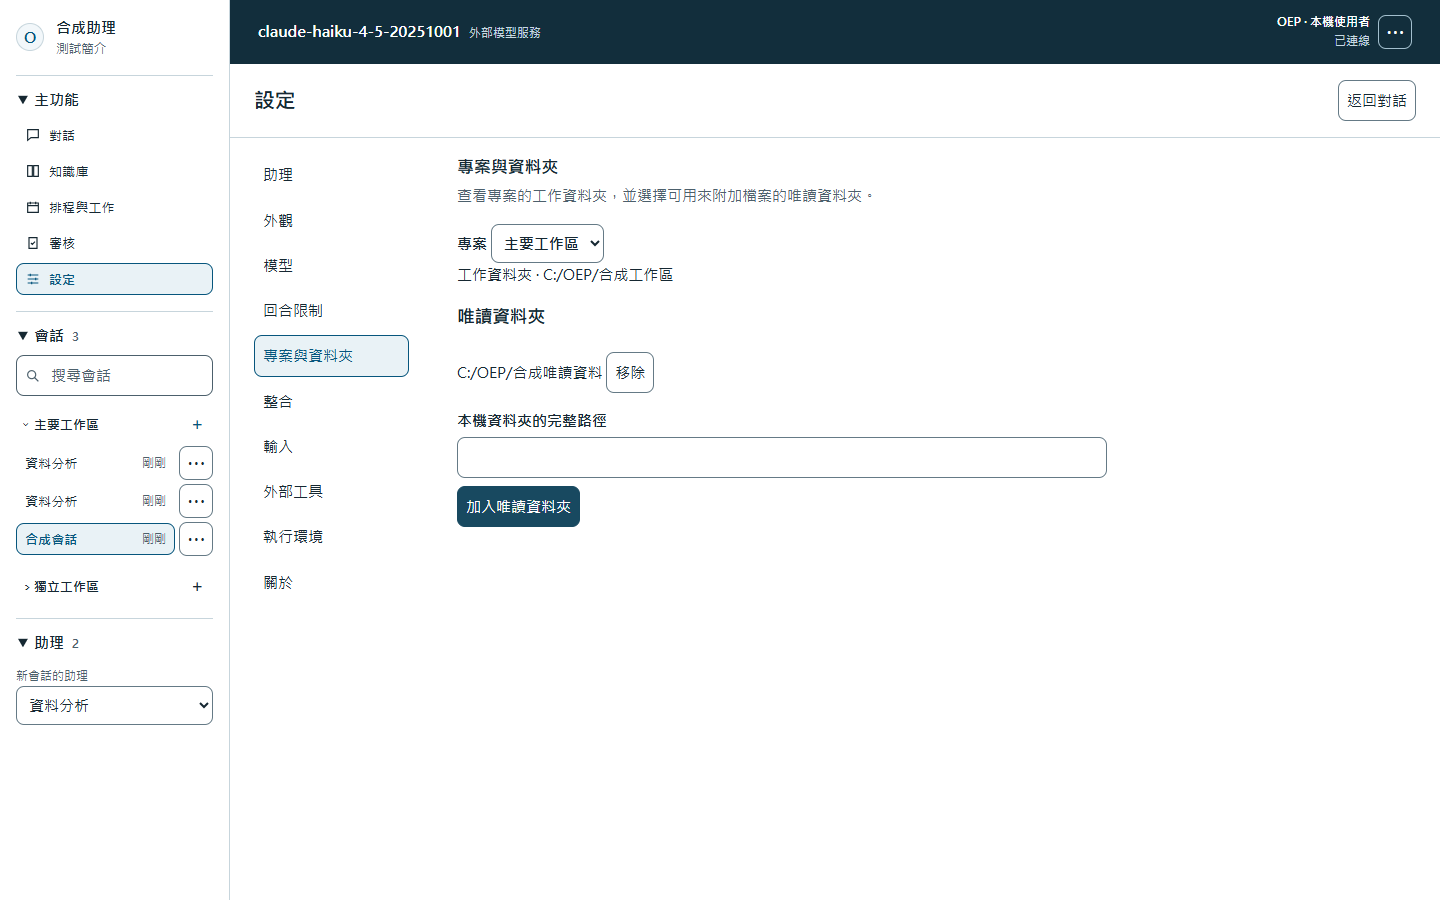 O
合成助理
測試簡介
▼ 主功能
對話
知識庫
排程與工作
審核
設定
▼ 會話 3
搜尋會話
主要工作區 +
資料分析 剛剛 ···
資料分析 剛剛 ···
合成會話 剛剛 ···
獨立工作區 +
▼ 助理 2
新會話的助理
資料分析
claude-haiku-4-5-20251001 外部模型服務
OEP · 本機使用者
已連線
···
設定
返回對話
助理
外觀
模型
回合限制
專案與資料夾
整合
輸入
外部工具
執行環境
關於
專案與資料夾
查看專案的工作資料夾，並選擇可用來附加檔案的唯讀資料夾。
專案 主要工作區
工作資料夾 · C:/OEP/合成工作區
唯讀資料夾
C:/OEP/合成唯讀資料 移除
本機資料夾的完整路徑
加入唯讀資料夾